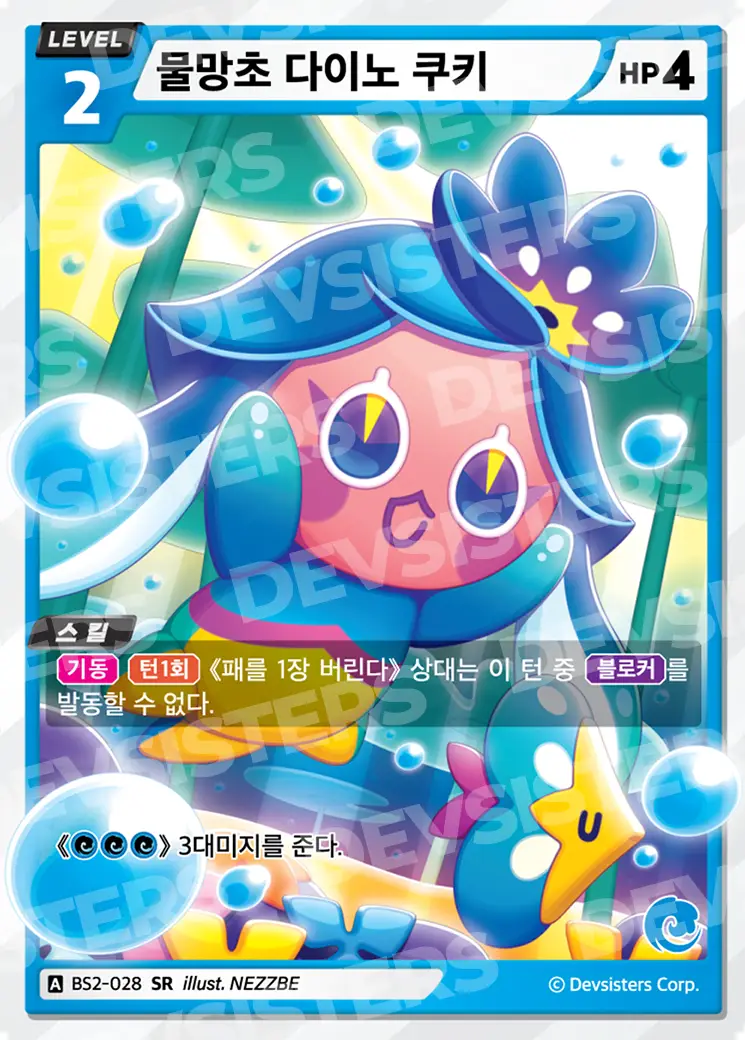 LEVEL
2
물망초 다이노 쿠키
HP 4
스킬
기동 턴1회 《패를 1장 버린다》 상대는 이 턴 중 블로커를
발동할 수 없다.
《》 3대미지를 준다.
A BS2-028 SR illust. NEZZBE
© Devsisters Corp.
DEVSISTERS